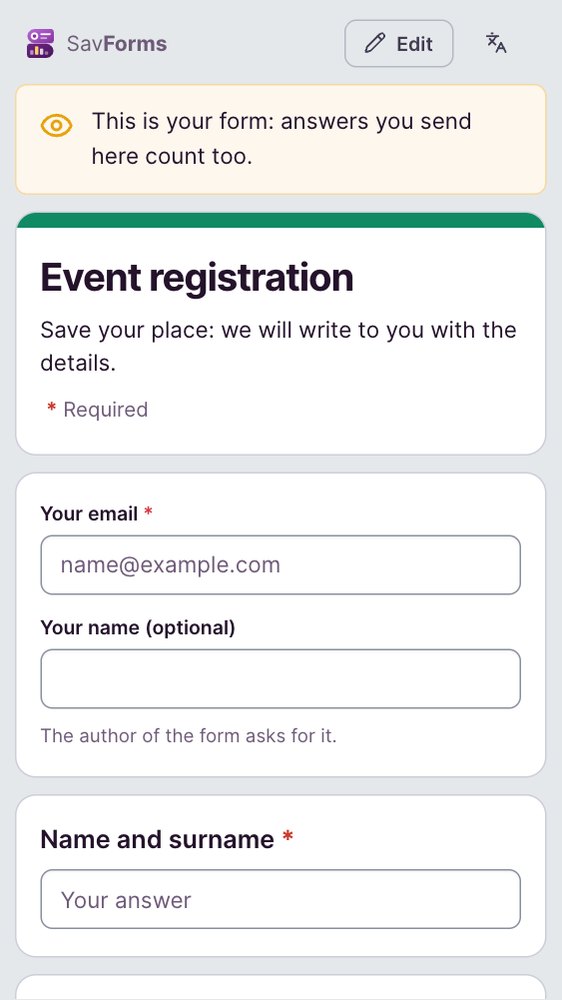 SavForms
Edit
This is your form: answers you send
here count too.
Event registration
Save your place: we will write to you with the
details.
* Required
Your email *
name@example.com
Your name (optional)
The author of the form asks for it.
Name and surname *
Your answer